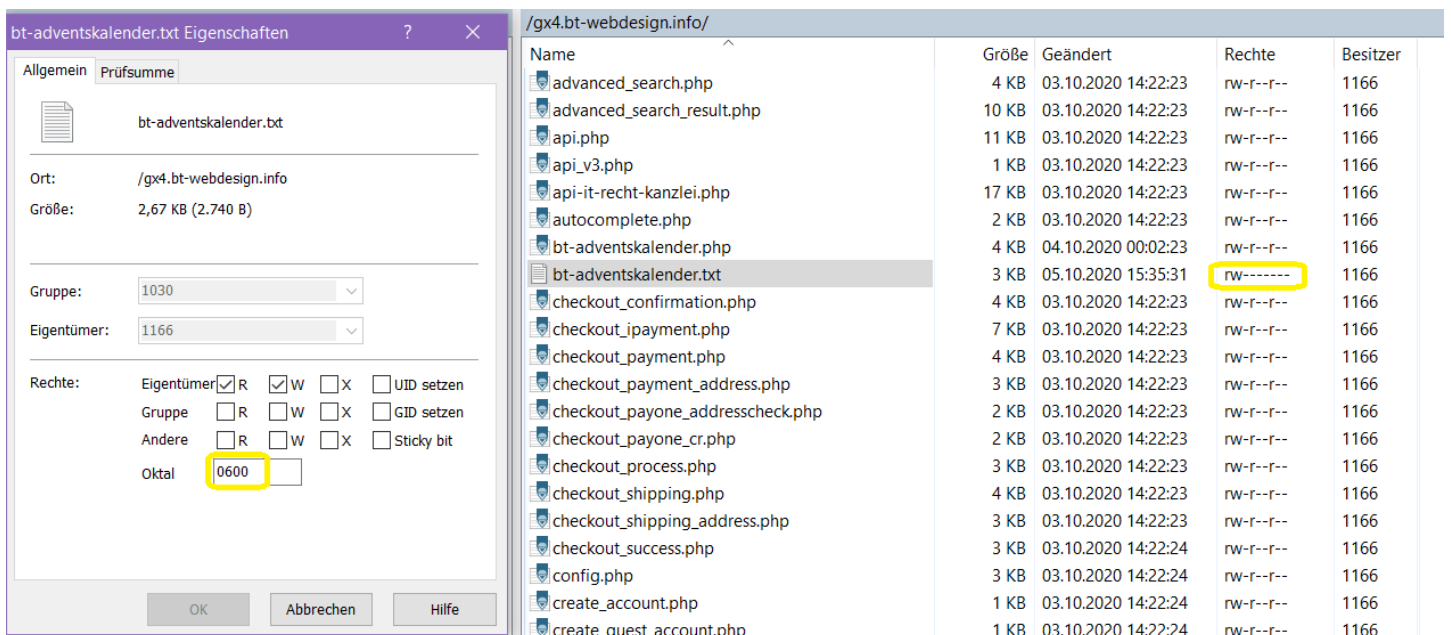 bt-adventskalender.txt Eigenschaften ? ×
Allgemein Prüfsumme
bt-adventskalender.txt
Ort: /gx4.bt-webdesign.info
Größe: 2,67 KB (2.740 B)
Gruppe: 1030
Eigentümer: 1166
Rechte: Eigentümer R W X UID setzen
Gruppe R W X GID setzen
Andere R W X Sticky bit
Oktal 0600
OK Abbrechen Hilfe
/gx4.bt-webdesign.info/
Name Größe Geändert Rechte Besitzer
advanced_search.php 4 KB 03.10.2020 14:22:23 rw-r--r-- 1166
advanced_search_result.php 10 KB 03.10.2020 14:22:23 rw-r--r-- 1166
api.php 11 KB 03.10.2020 14:22:23 rw-r--r-- 1166
api_v3.php 1 KB 03.10.2020 14:22:23 rw-r--r-- 1166
api-it-recht-kanzlei.php 17 KB 03.10.2020 14:22:23 rw-r--r-- 1166
autocomplete.php 2 KB 03.10.2020 14:22:23 rw-r--r-- 1166
bt-adventskalender.php 4 KB 04.10.2020 00:02:23 rw-r--r-- 1166
bt-adventskalender.txt 3 KB 05.10.2020 15:35:31 rw------- 1166
checkout_confirmation.php 4 KB 03.10.2020 14:22:23 rw-r--r-- 1166
checkout_ipayment.php 7 KB 03.10.2020 14:22:23 rw-r--r-- 1166
checkout_payment.php 4 KB 03.10.2020 14:22:23 rw-r--r-- 1166
checkout_payment_address.php 3 KB 03.10.2020 14:22:23 rw-r--r-- 1166
checkout_payone_addresscheck.php 2 KB 03.10.2020 14:22:23 rw-r--r-- 1166
checkout_payone_cr.php 2 KB 03.10.2020 14:22:23 rw-r--r-- 1166
checkout_process.php 3 KB 03.10.2020 14:22:23 rw-r--r-- 1166
checkout_shipping.php 4 KB 03.10.2020 14:22:23 rw-r--r-- 1166
checkout_shipping_address.php 3 KB 03.10.2020 14:22:23 rw-r--r-- 1166
checkout_success.php 3 KB 03.10.2020 14:22:24 rw-r--r-- 1166
config.php 3 KB 03.10.2020 14:22:24 rw-r--r-- 1166
create_account.php 1 KB 03.10.2020 14:22:24 rw-r--r-- 1166
create_guest_account.php 1 KB 03.10.2020 14:22:24 rw-r--r-- 1166